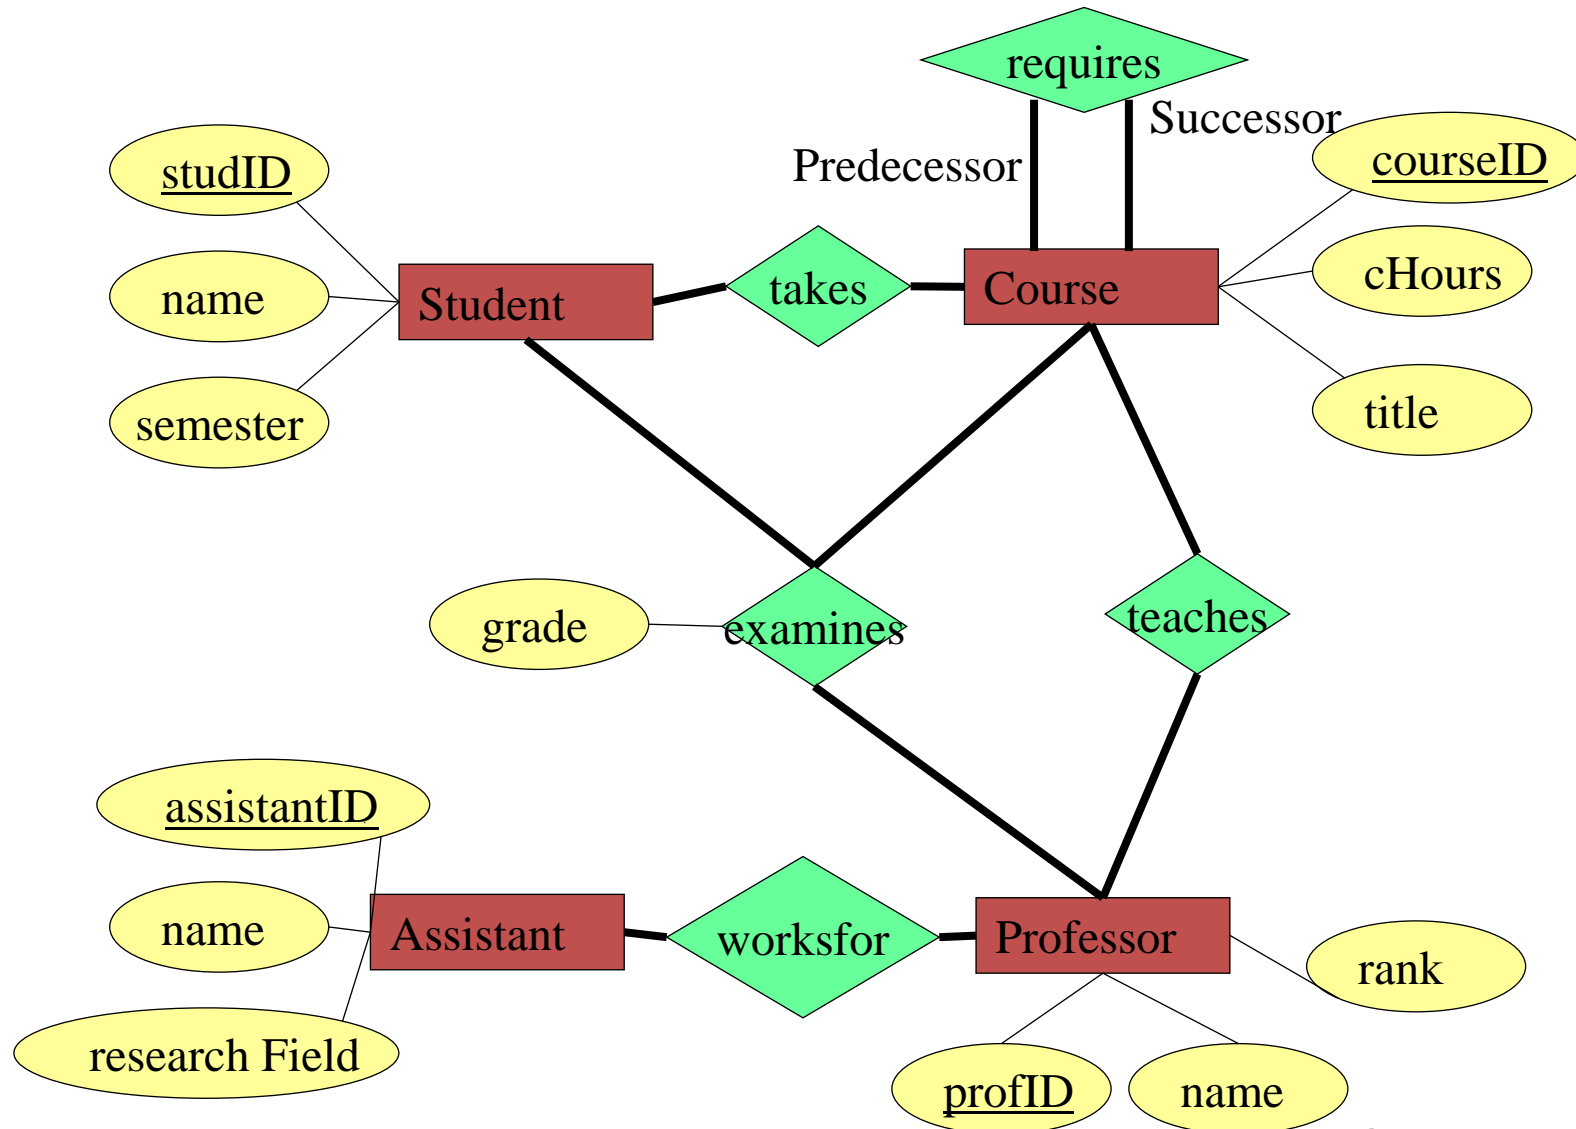 requires
Successor
Predecessor
studID
courseID
name
takes
Course
cHours
Student
semester
title
grade
examines
teaches
assistantID
name
Assistant
worksfor
Professor
rank
research Field
profID
name